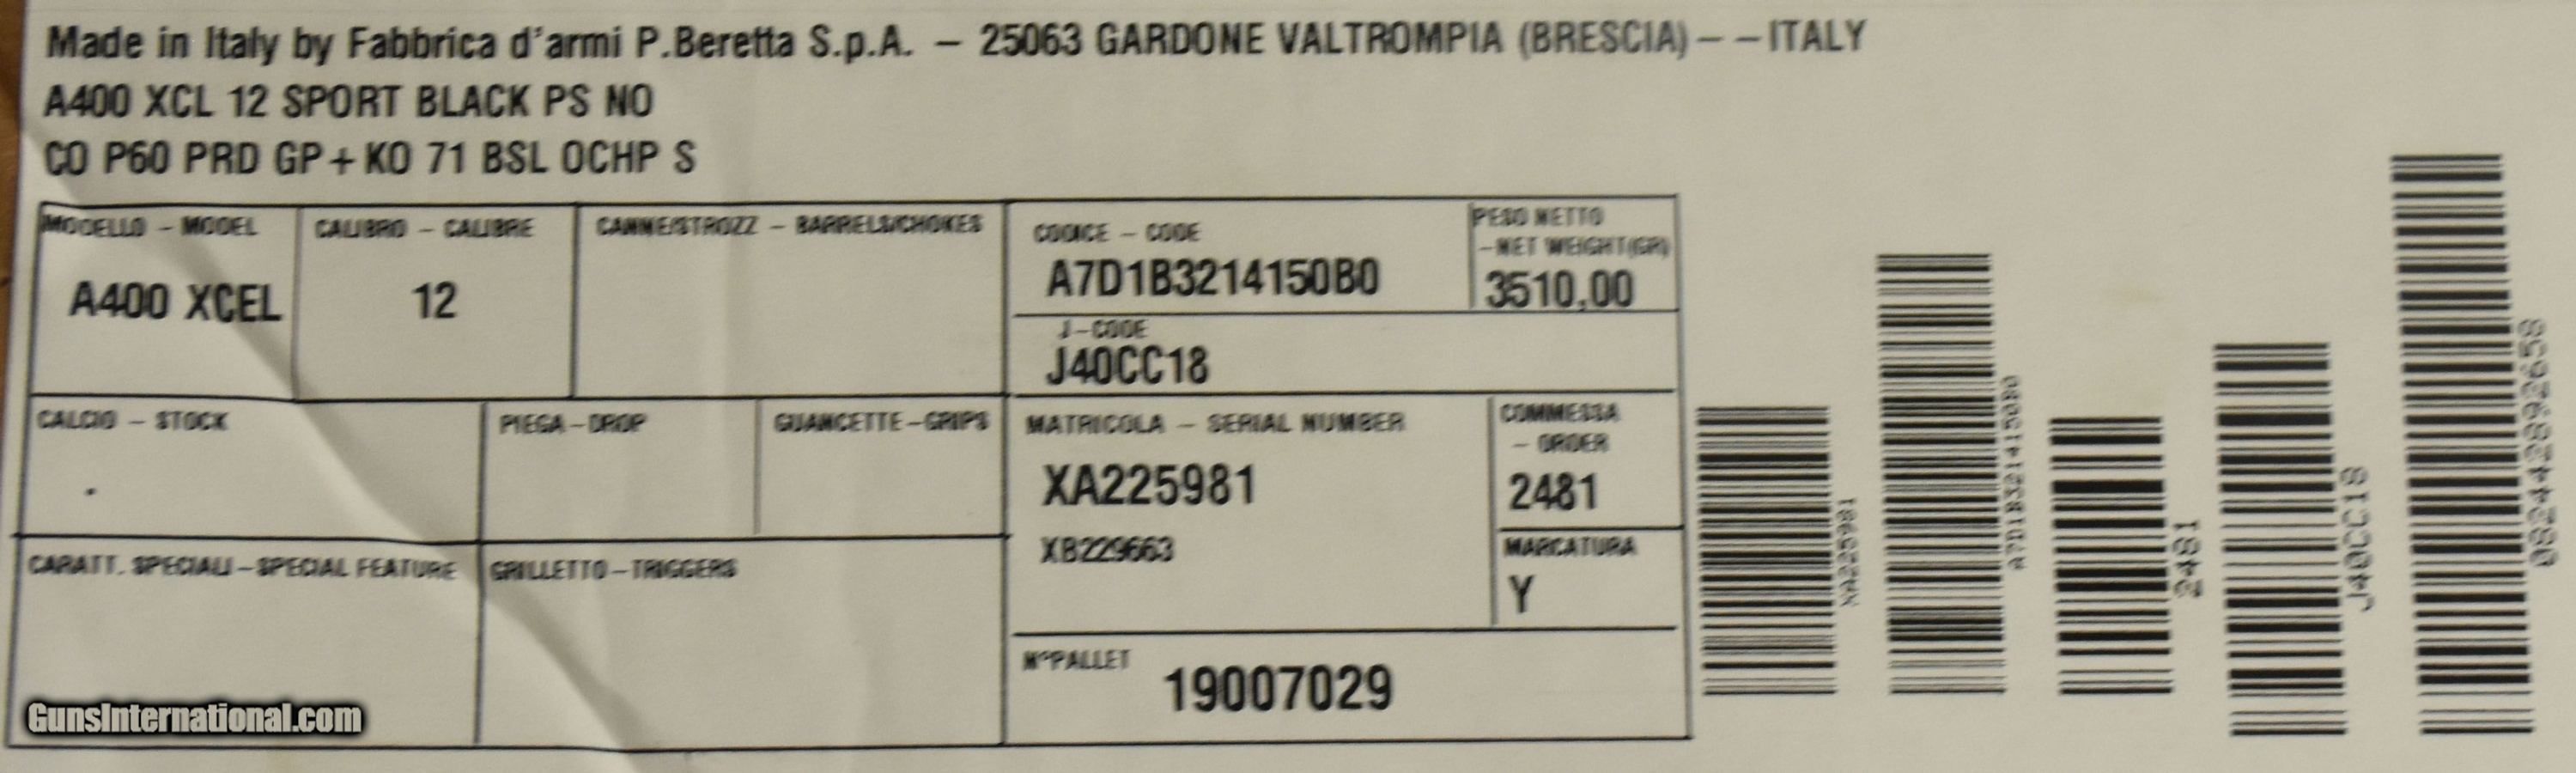 Made in Italy by Fabbrica d'armi P.Beretta S.p.A. – 25063 GARDONE VALTROMPIA (BRESCIA) – – ITALY
A400 XCL 12 SPORT BLACK PS NO
CO P60 PRD GP+KO 71 BSL OCHP S
MODELLO – MODEL
A400 XCEL
CALIBRO – CALIBRE
12
CANNE/STROZZ – BARRELS/CHOKES
CODICE – CODE
A7D1B3214150B0
PESO NETTO
–NET WEIGHT(GR)
3510,00
J–CODE
J40CC18
CALCIO – STOCK
.
PIEGA–DROP
GUANCETTE–GRIPS
MATRICOLA – SERIAL NUMBER
XA225981
XB229663
COMMESSA
– ORDER
2481
MARCATURA
Y
CARATT. SPECIALI–SPECIAL FEATURE
GRILLETTO–TRIGGERS
N°PALLET
19007029
XA225981
A7D1B3214150B0
2481
J40CC18
082442892658
GunsInternational.com